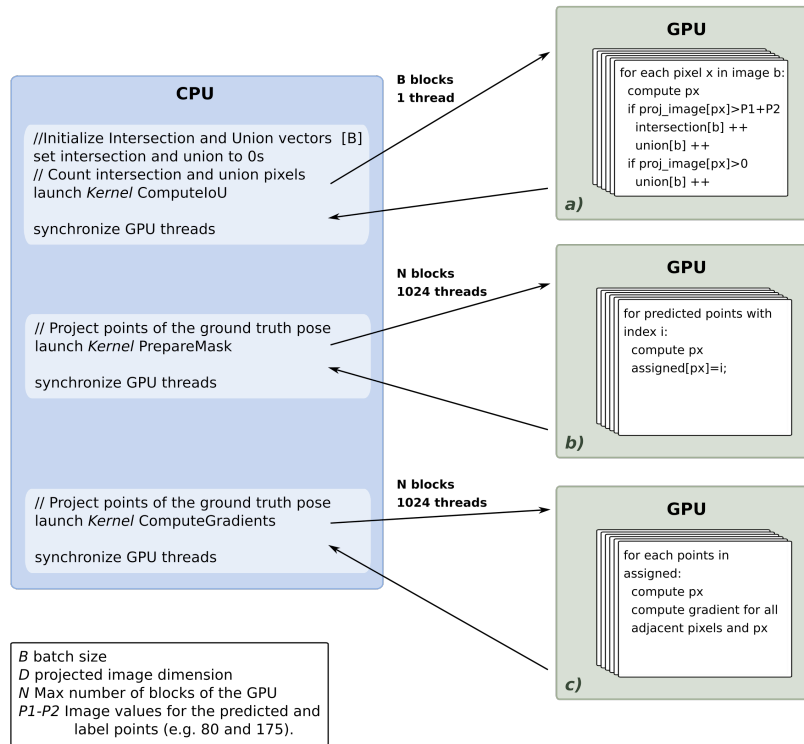 CPU
//Initialize Intersection and Union vectors [B]
set intersection and union to 0s
// Count intersection and union pixels
launch Kernel ComputeIoU
synchronize GPU threads
B blocks
1 thread
GPU
for each pixel x in image b:
compute px
if proj_image[px]>P1+P2
intersection[b] ++
union[b] ++
if proj_image[px]>0
union[b] ++
a)
// Project points of the ground truth pose
launch Kernel PrepareMask
synchronize GPU threads
N blocks
1024 threads
GPU
for predicted points with
index i:
compute px
assigned[px]=i;
b)
// Project points of the ground truth pose
launch Kernel ComputeGradients
synchronize GPU threads
N blocks
1024 threads
GPU
for each points in
assigned:
compute px
compute gradient for all
adjacent pixels and px
c)
B batch size
D projected image dimension
N Max number of blocks of the GPU
P1-P2 Image values for the predicted and
label points (e.g. 80 and 175).